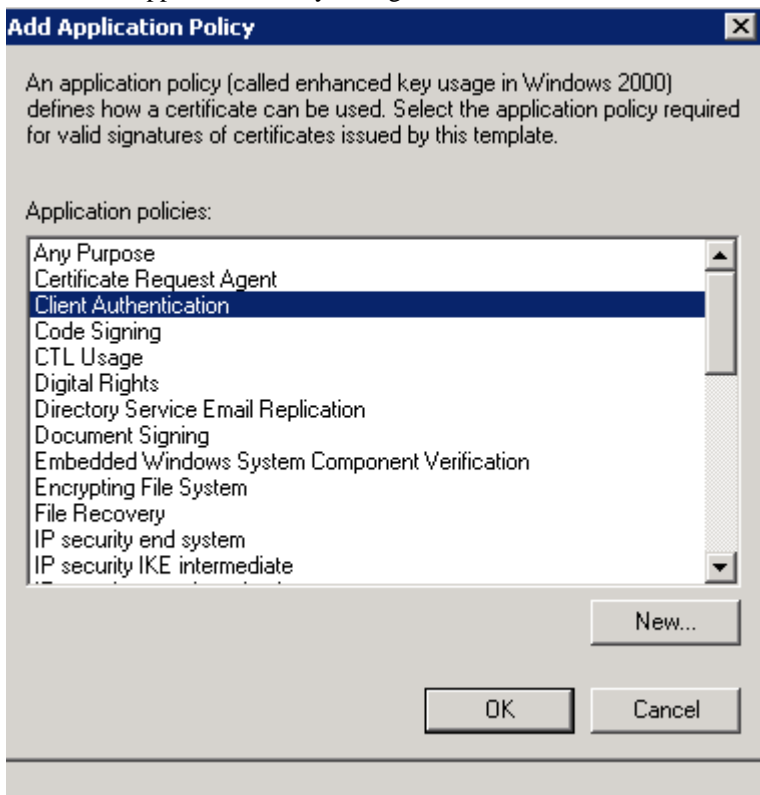 Add Application Policy
An application policy (called enhanced key usage in Windows 2000)
defines how a certificate can be used. Select the application policy required
for valid signatures of certificates issued by this template.
Application policies:
Any Purpose
Certificate Request Agent
Client Authentication
Code Signing
CTL Usage
Digital Rights
Directory Service Email Replication
Document Signing
Embedded Windows System Component Verification
Encrypting File System
File Recovery
IP security end system
IP security IKE intermediate
New...
OK
Cancel